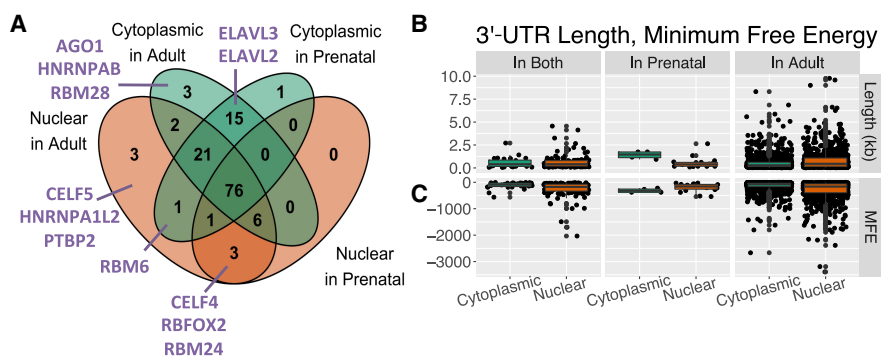 A
AGO1
HNRNPAB
RBM28
Cytoplasmic
in Adult
ELAVL3
ELAVL2
Cytoplasmic
in Prenatal
Nuclear
in Adult
3
1
2
15
0
3
21
0
0
76
1
1
6
0
3
CELF5
HNRNPA1L2
PTBP2
RBM6
Nuclear
in Prenatal
CELF4
RBFOX2
RBM24
B
3'-UTR Length, Minimum Free Energy
In Both
In Prenatal
In Adult
10.0
7.5
5.0
2.5
0.0
Length (kb)
C
0
−1000
−2000
−3000
MFE
Cytoplasmic
Nuclear
Cytoplasmic
Nuclear
Cytoplasmic
Nuclear